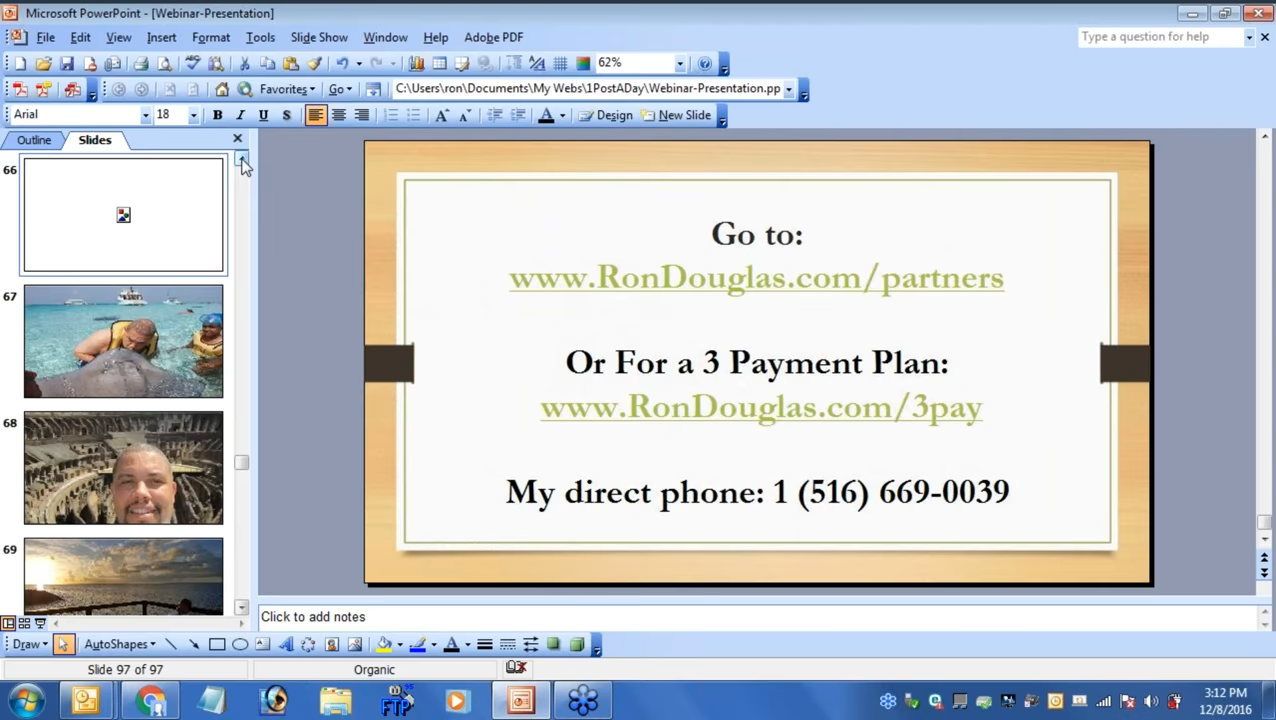 Microsoft PowerPoint - [Webinar-Presentation]
File Edit View Insert Format Tools Slide Show Window Help Adobe PDF
Type a question for help
62%
Favorites Go C:\Users\ron\Documents\My Webs\1PostADay\Webinar-Presentation.pp
Arial 18 B I U S A A A Design New Slide
Outline Slides
66
67
68
69
Go to:
www.RonDouglas.com/partners
Or For a 3 Payment Plan:
www.RonDouglas.com/3pay
My direct phone: 1 (516) 669-0039
Click to add notes
Draw AutoShapes A
Slide 97 of 97 Organic
FTP
3:12 PM
12/8/2016